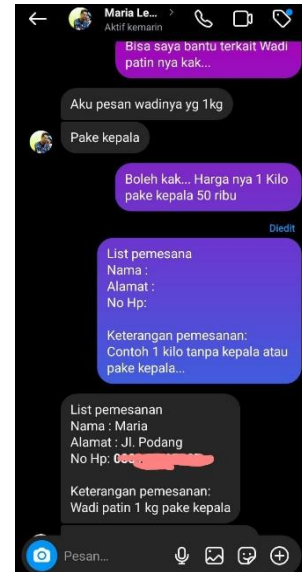 Maria Le...
Aktif kemarin
Bisa saya bantu terkait Wadi
patin nya kak...
Aku pesan wadinya yg 1kg
Pake kepala
Boleh kak... Harga nya 1 Kilo
pake kepala 50 ribu
Diedit
List pemesana
Nama :
Alamat :
No Hp:
Keterangan pemesanan:
Contoh 1 kilo tanpa kepala atau
pake kepala...
List pemesanan
Nama : Maria
Alamat : Jl. Podang
No Hp:
Keterangan pemesanan:
Wadi patin 1 kg pake kepala
Pesan...